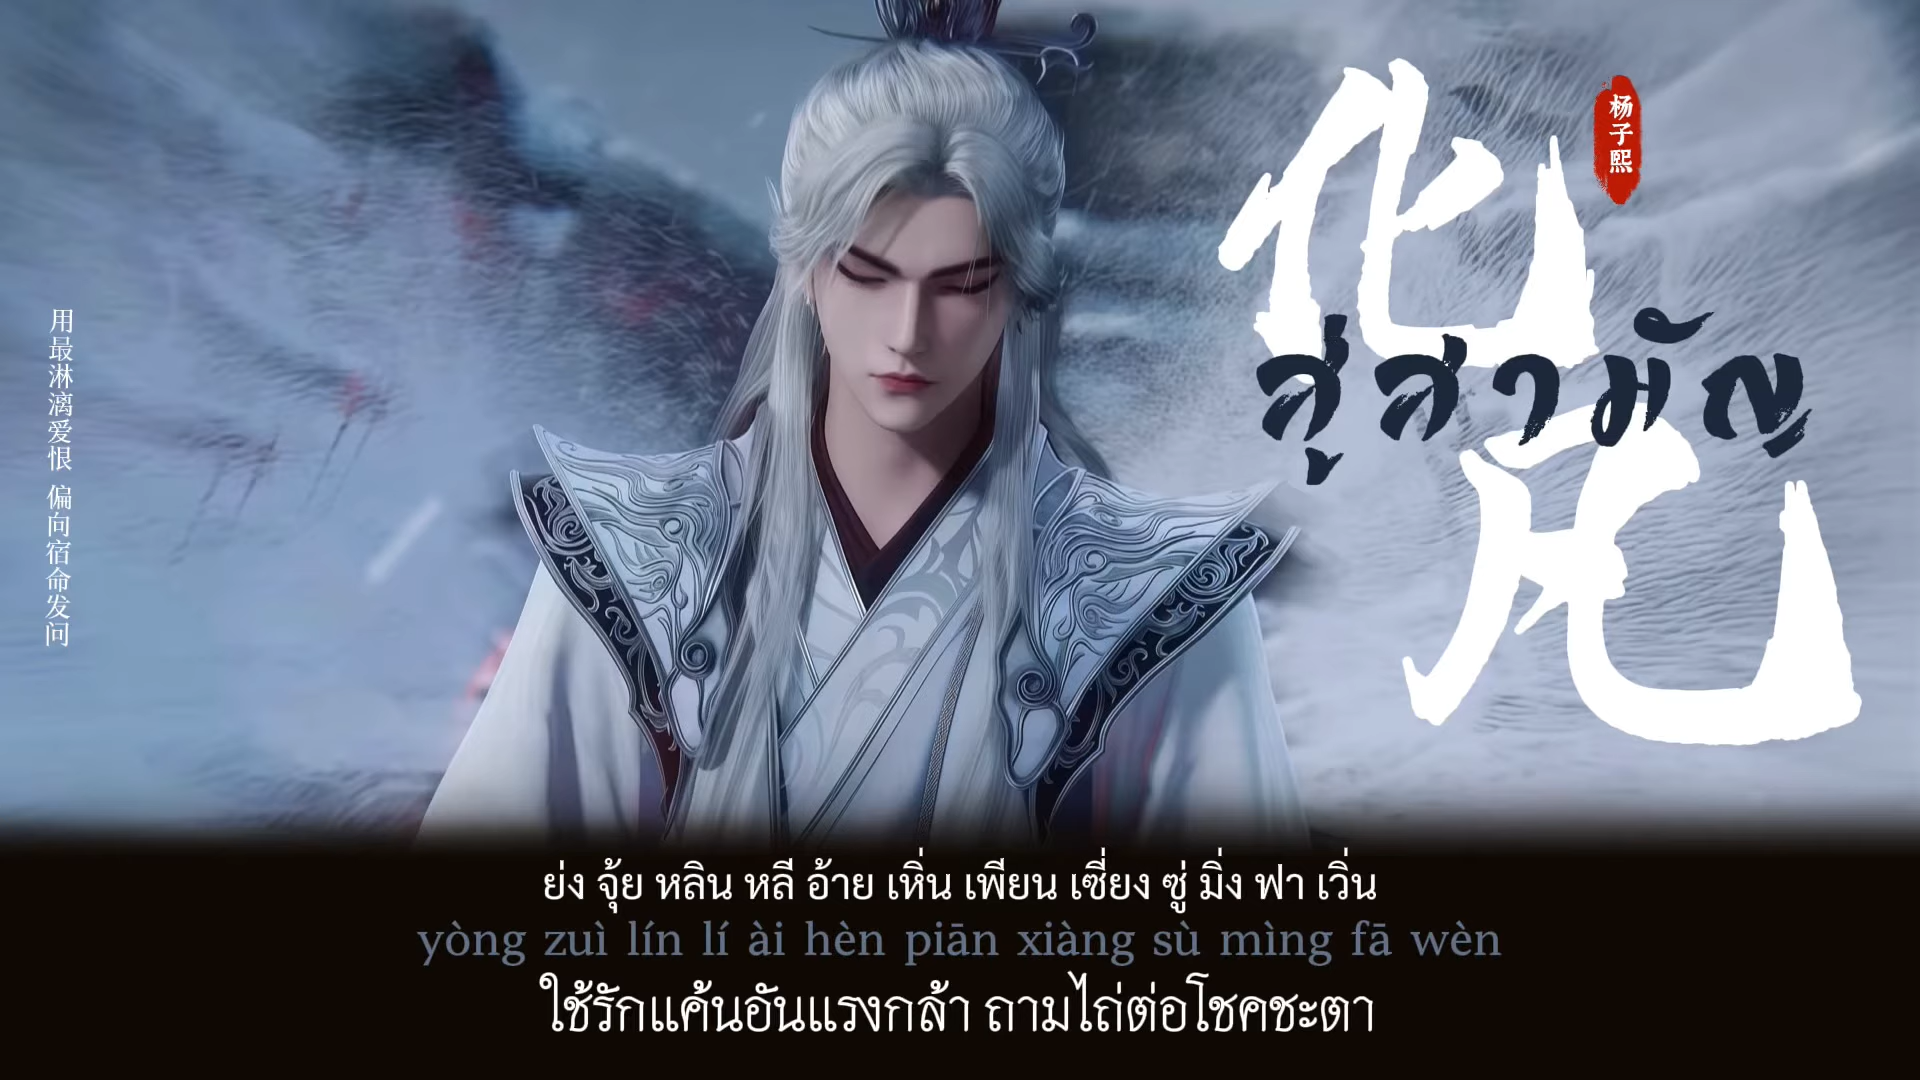 化凡
สู่สามัญ
杨子熙
用最淋漓爱恨 偏向宿命发问
ย่ง จุ้ย หลิน หลี อ้าย เหิ่น เพียน เซี่ยง ซู่ มิ่ง ฟา เวิ่น
yòng zuì lín lí ài hèn piān xiàng sù mìng fā wèn
ใช้รักแค้นอันแรงกล้า ถามไถ่ต่อโชคชะตา